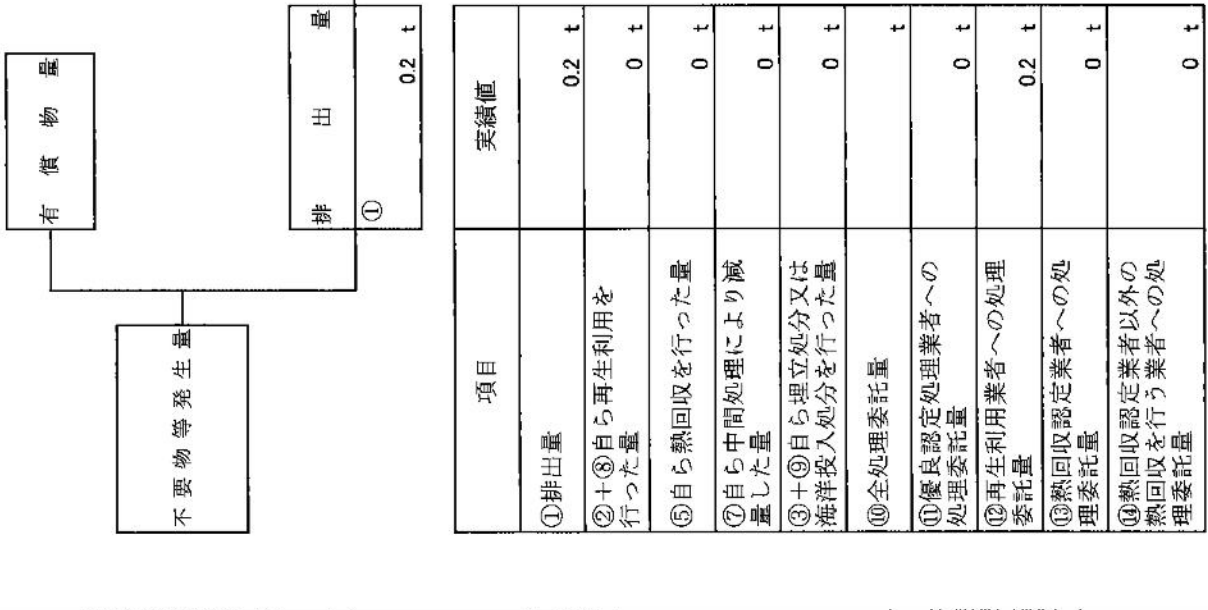 有償物量
不要物等発生量
排出量
①
0.2 t
項目
実績値
①排出量
0.2 t
②＋⑧自ら再生利用を
行った量
0 t
⑤自ら熱回収を行った量
0 t
⑦自ら中間処理により減
量した量
0 t
③＋⑨自ら埋立処分又は
海洋投入処分を行った量
0 t
⑩全処理委託量
t
⑪優良認定処理業者への
処理委託量
0 t
⑫再生利用業者への処理
委託量
0.2 t
⑬熱回収認定業者への処
理委託量
0 t
⑭熱回収認定業者以外の
熱回収を行う業者への処
理委託量
0 t